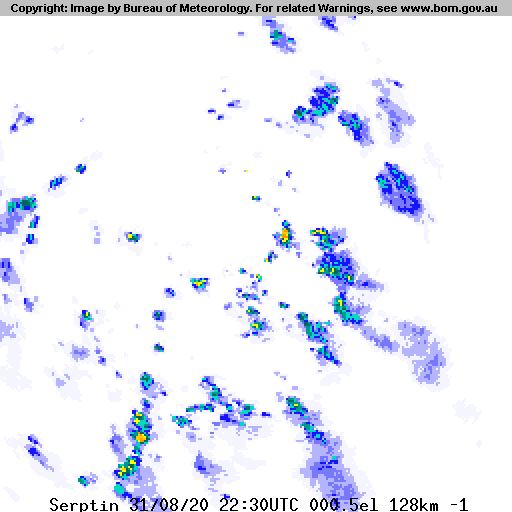 Copyright: Image by Bureau of Meteorology. For related Warnings, see www.bom.gov.au
Serptin 31/08/20 22:30UTC 000.5el 128km -1